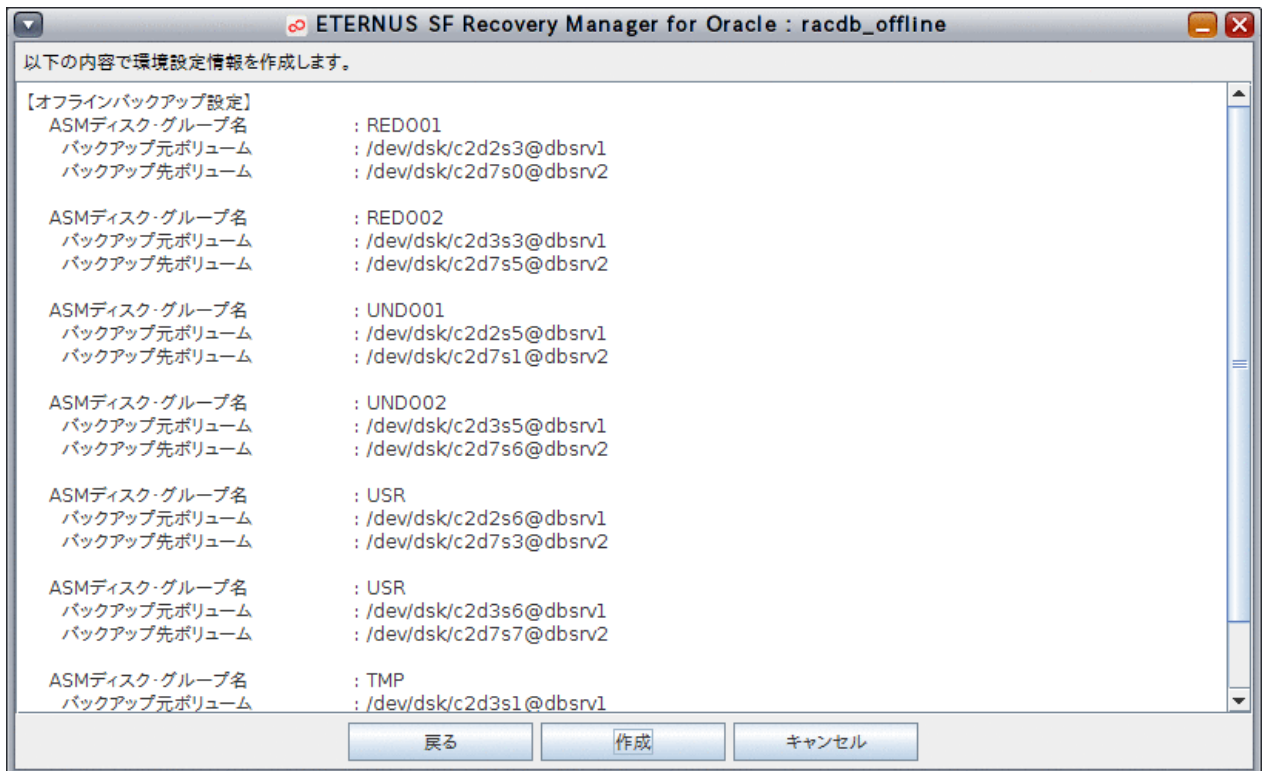 ETERNUS SF Recovery Manager for Oracle : racdb_offline
以下の内容で環境設定情報を作成します。
【オフラインバックアップ設定】
ASMディスク・グループ名 : REDO01
バックアップ元ボリューム : /dev/dsk/c2d2s3@dbsrv1
バックアップ先ボリューム : /dev/dsk/c2d7s0@dbsrv2
ASMディスク・グループ名 : REDO02
バックアップ元ボリューム : /dev/dsk/c2d3s3@dbsrv1
バックアップ先ボリューム : /dev/dsk/c2d7s5@dbsrv2
ASMディスク・グループ名 : UNDO01
バックアップ元ボリューム : /dev/dsk/c2d2s5@dbsrv1
バックアップ先ボリューム : /dev/dsk/c2d7s1@dbsrv2
ASMディスク・グループ名 : UNDO02
バックアップ元ボリューム : /dev/dsk/c2d3s5@dbsrv1
バックアップ先ボリューム : /dev/dsk/c2d7s6@dbsrv2
ASMディスク・グループ名 : USR
バックアップ元ボリューム : /dev/dsk/c2d2s6@dbsrv1
バックアップ先ボリューム : /dev/dsk/c2d7s3@dbsrv2
ASMディスク・グループ名 : USR
バックアップ元ボリューム : /dev/dsk/c2d3s6@dbsrv1
バックアップ先ボリューム : /dev/dsk/c2d7s7@dbsrv2
ASMディスク・グループ名 : TMP
バックアップ元ボリューム : /dev/dsk/c2d3s1@dbsrv1
戻る 作成 キャンセル